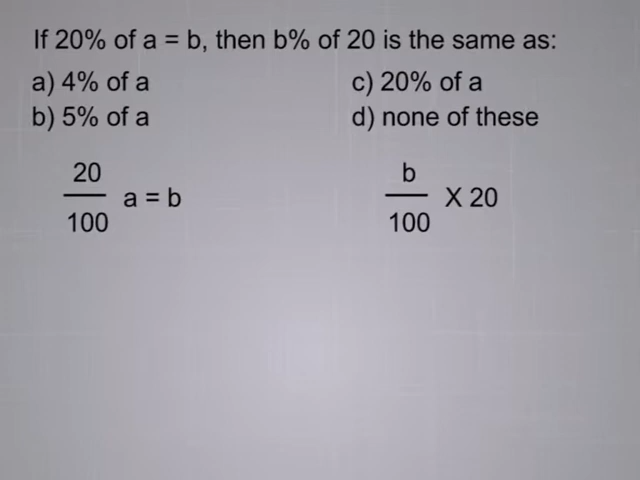 If 20% of a = b, then b% of 20 is the same as:
a) 4% of a
c) 20% of a
b) 5% of a
d) none of these
20
100
a = b
b
100
X 20